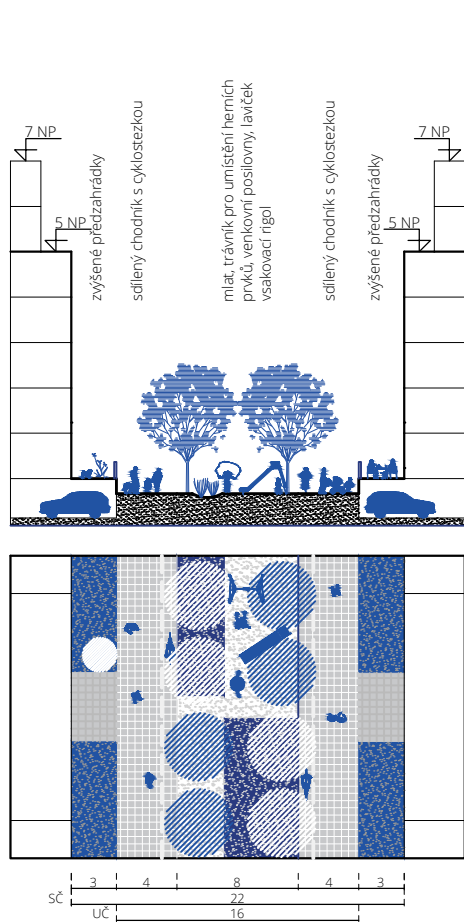 7 NP
5 NP
zvýšené předzahrádky
sdílený chodník s cyklostezkou
mlat, trávník pro umístění herních
prvků, venkovní posilovny, laviček
vsakovací rigol
sdílený chodník s cyklostezkou
zvýšené předzahrádky
7 NP
5 NP
3 4 8 4 3
SČ 22
UČ 16